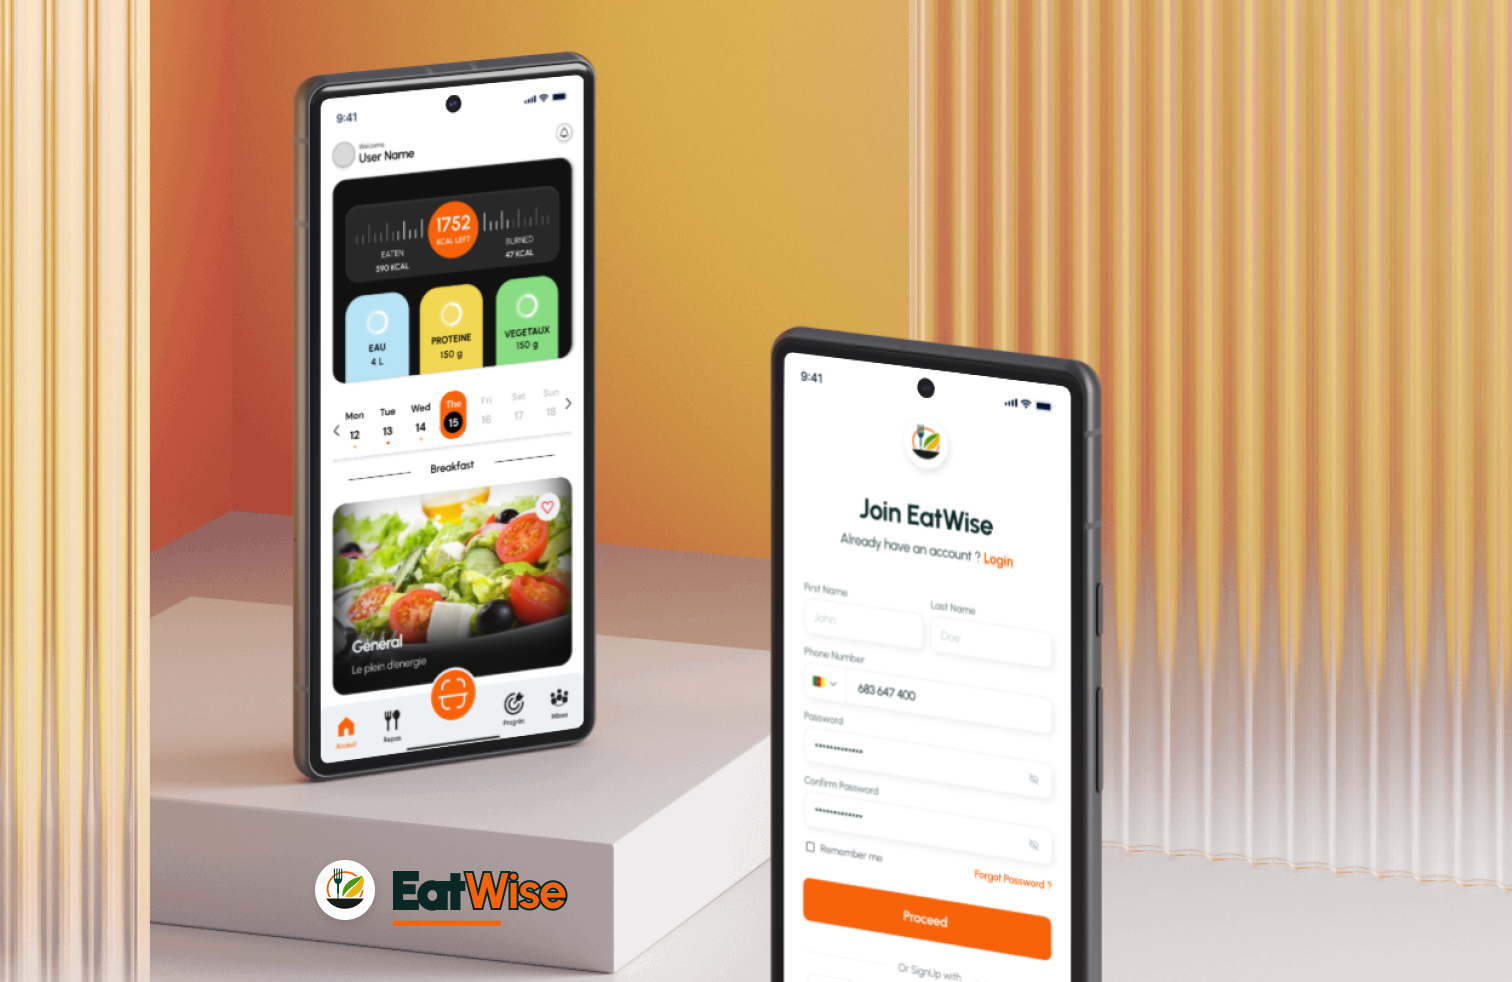 9:41
Welcome
User Name
1752
KCAL LEFT
EATEN
590 KCAL
BURNED
47 KCAL
EAU
4 L
PROTEINE
150 g
VEGETAUX
150 g
Mon Tue Wed The Fri Sat Sun
12 13 14 15 16 17 18
Breakfast
Général
Le plein d'energie
Acceuil
Repas
Progrès
Mboa
EatWise
9:41
Join EatWise
Already have an account ? Login
First Name
Last Name
John
Doe
Phone Number
683 647 400
Password
Confirm Password
Remember me
Forgot Password ?
Proceed
Or SignUp with